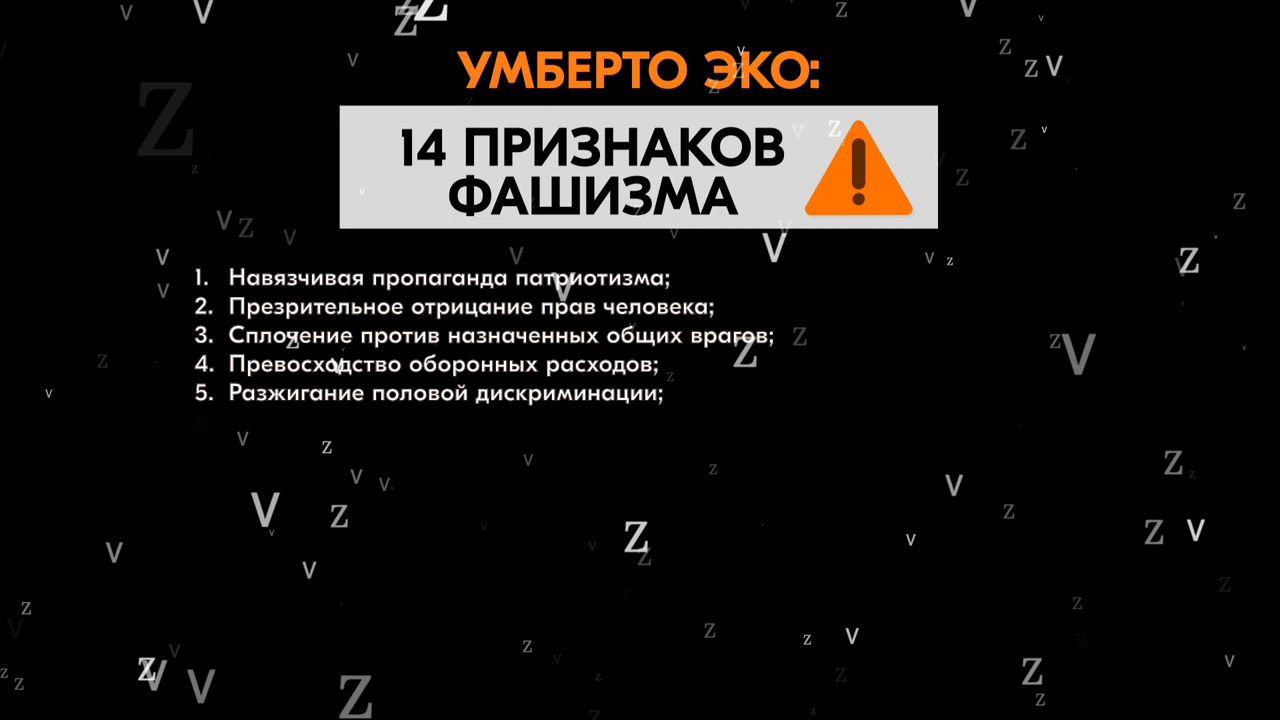 УМБЕРТО ЭКО:
14 ПРИЗНАКОВ
ФАШИЗМА
1. Навязчивая пропаганда патриотизма;
2. Презрительное отрицание прав человека;
3. Сплочение против назначенных общих врагов;
4. Превосходство оборонных расходов;
5. Разжигание половой дискриминации;